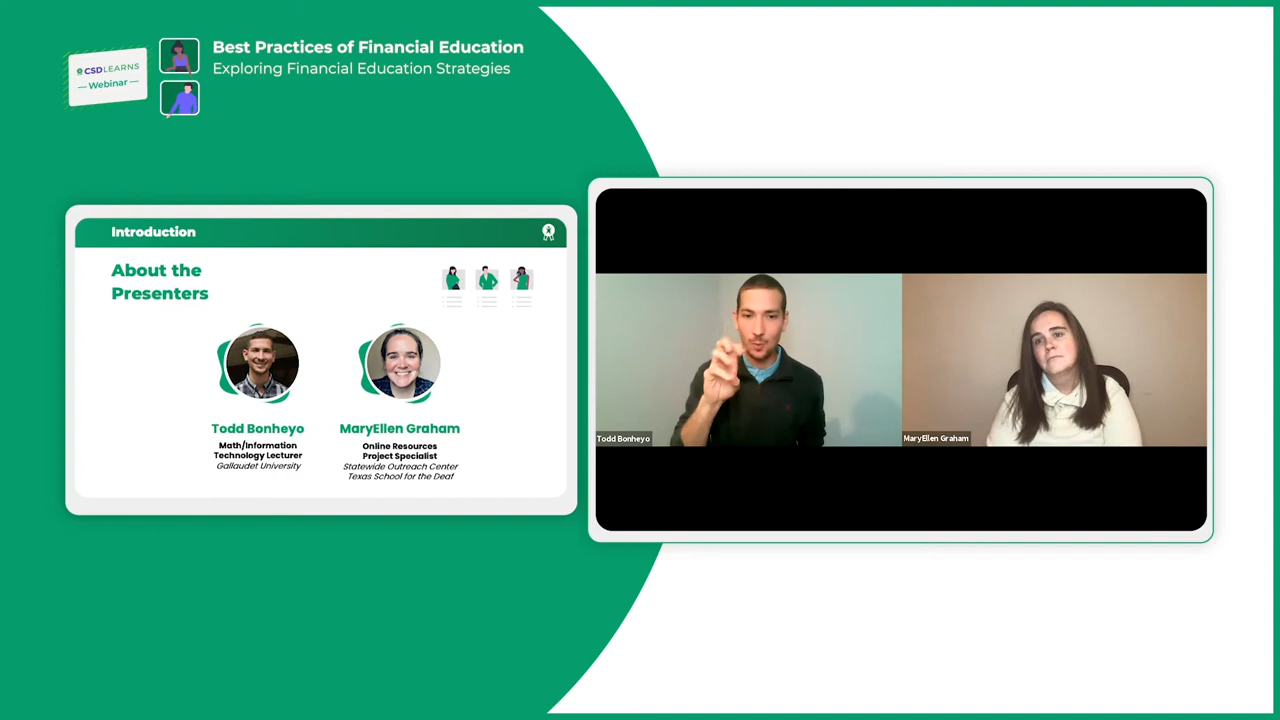 CSDLEARNS
— Webinar —
Best Practices of Financial Education
Exploring Financial Education Strategies
Introduction
About the
Presenters
Todd Bonheyo
Math/Information
Technology Lecturer
Gallaudet University
MaryEllen Graham
Online Resources
Project Specialist
Statewide Outreach Center
Texas School for the Deaf
Todd Bonheyo
MaryEllen Graham